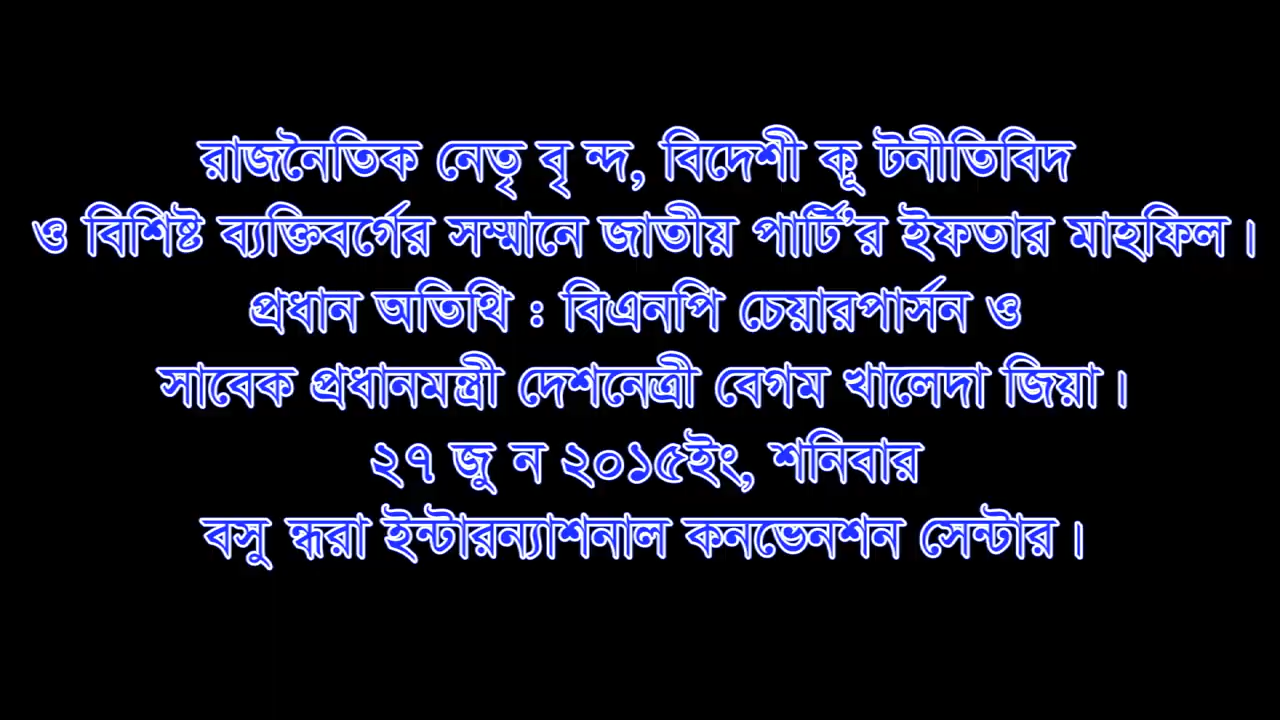 রাজনৈতিক নেতৃ বৃ ন্দ, বিদেশী কূ টনীতিবিদ
ও বিশিষ্ট ব্যক্তিবর্গের সম্মানে জাতীয় পার্টি’র ইফতার মাহফিল।
প্রধান অতিথি : বিএনপি চেয়ারপার্সন ও
সাবেক প্রধানমন্ত্রী দেশনেত্রী বেগম খালেদা জিয়া।
২৭ জু ন ২০১৫ইং, শনিবার
বসু ন্ধরা ইন্টারন্যাশনাল কনভেনশন সেন্টার।